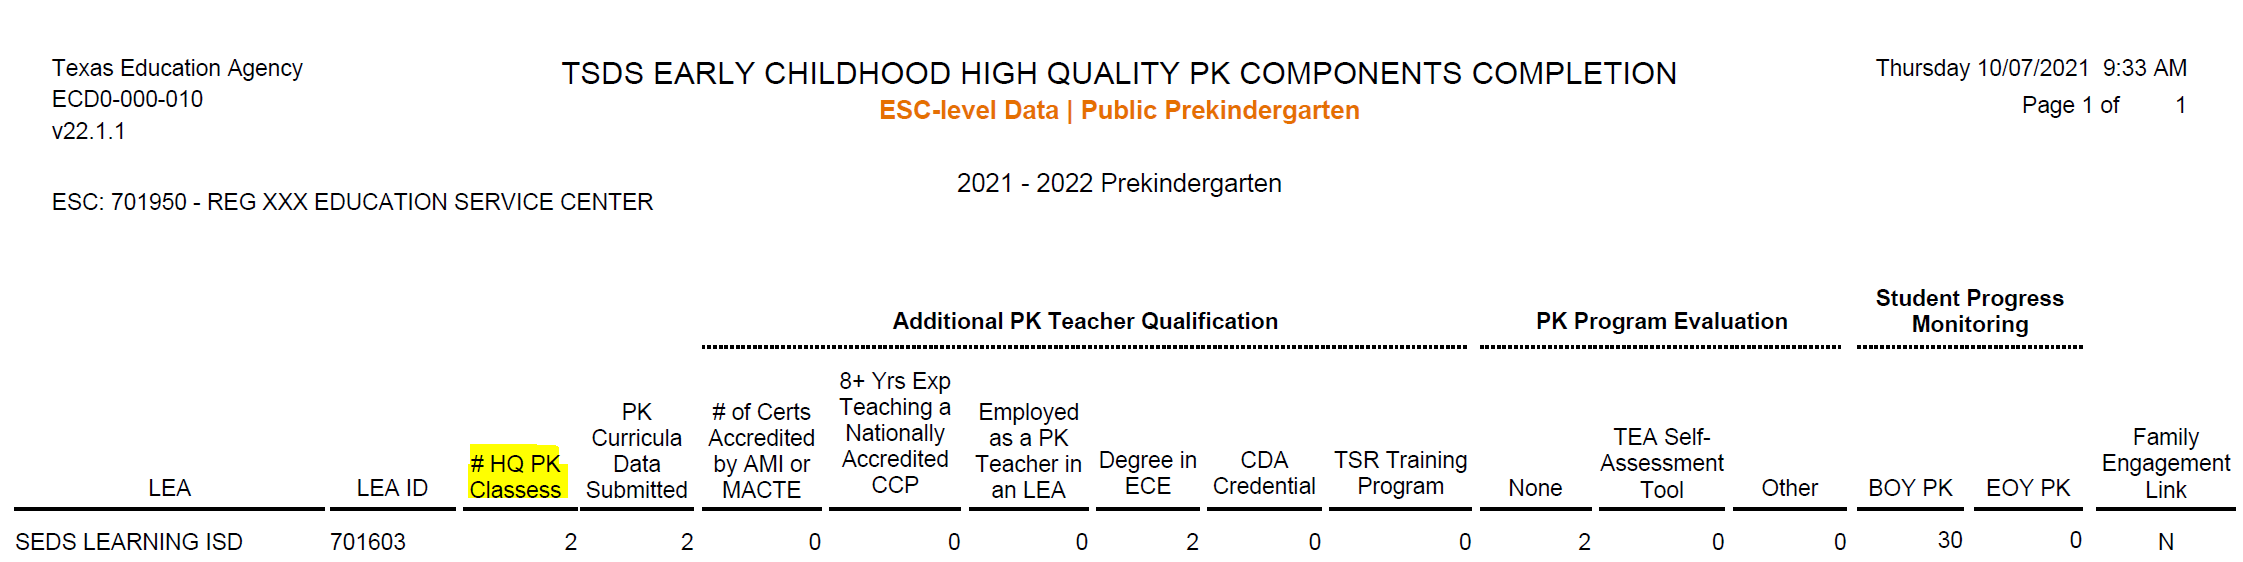 Texas Education Agency
ECD0-000-010
v22.1.1
TSDS EARLY CHILDHOOD HIGH QUALITY PK COMPONENTS COMPLETION
ESC-level Data | Public Prekindergarten
Thursday 10/07/2021 9:33 AM
Page 1 of 1
2021 - 2022 Prekindergarten
ESC: 701950 - REG XXX EDUCATION SERVICE CENTER
Additional PK Teacher Qualification
PK Program Evaluation
Student Progress
Monitoring
LEA
LEA ID
# HQ PK
Classess
PK
Curricula
Data
Submitted
# of Certs
Accredited
by AMI or
MACTE
8+ Yrs Exp
Teaching a
Nationally
Accredited
CCP
Employed
as a PK
Teacher in
an LEA
Degree in
ECE
CDA
Credential
TSR Training
Program
None
TEA Self-
Assessment
Tool
Other
BOY PK
EOY PK
Family
Engagement
Link
SEDS LEARNING ISD 701603 2 2 0 0 0 2 0 0 2 0 0 30 0 N